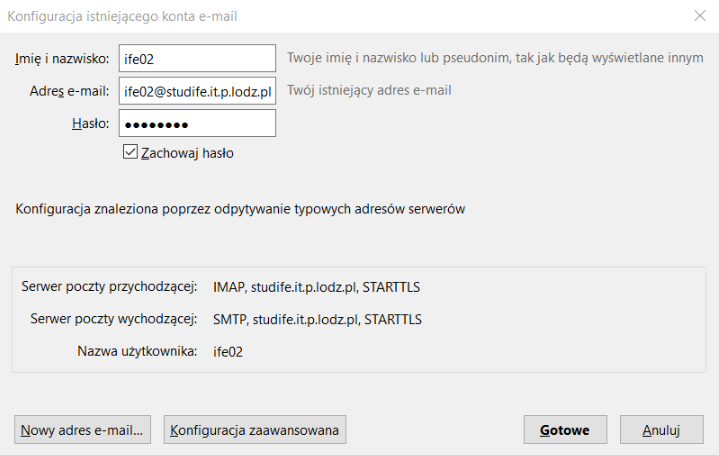 Konfiguracja istniejącego konta e-mail
Imię i nazwisko: ife02 Twoje imię i nazwisko lub pseudonim, tak jak będą wyświetlane innym
Adres e-mail: ife02@studife.it.p.lodz.pl Twój istniejący adres e-mail
Hasło: ●●●●●●●●
Zachowaj hasło
Konfiguracja znaleziona poprzez odpytywanie typowych adresów serwerów
Serwer poczty przychodzącej: IMAP, studife.it.p.lodz.pl, STARTTLS
Serwer poczty wychodzącej: SMTP, studife.it.p.lodz.pl, STARTTLS
Nazwa użytkownika: ife02
Nowy adres e-mail... Konfiguracja zaawansowana Gotowe Anuluj